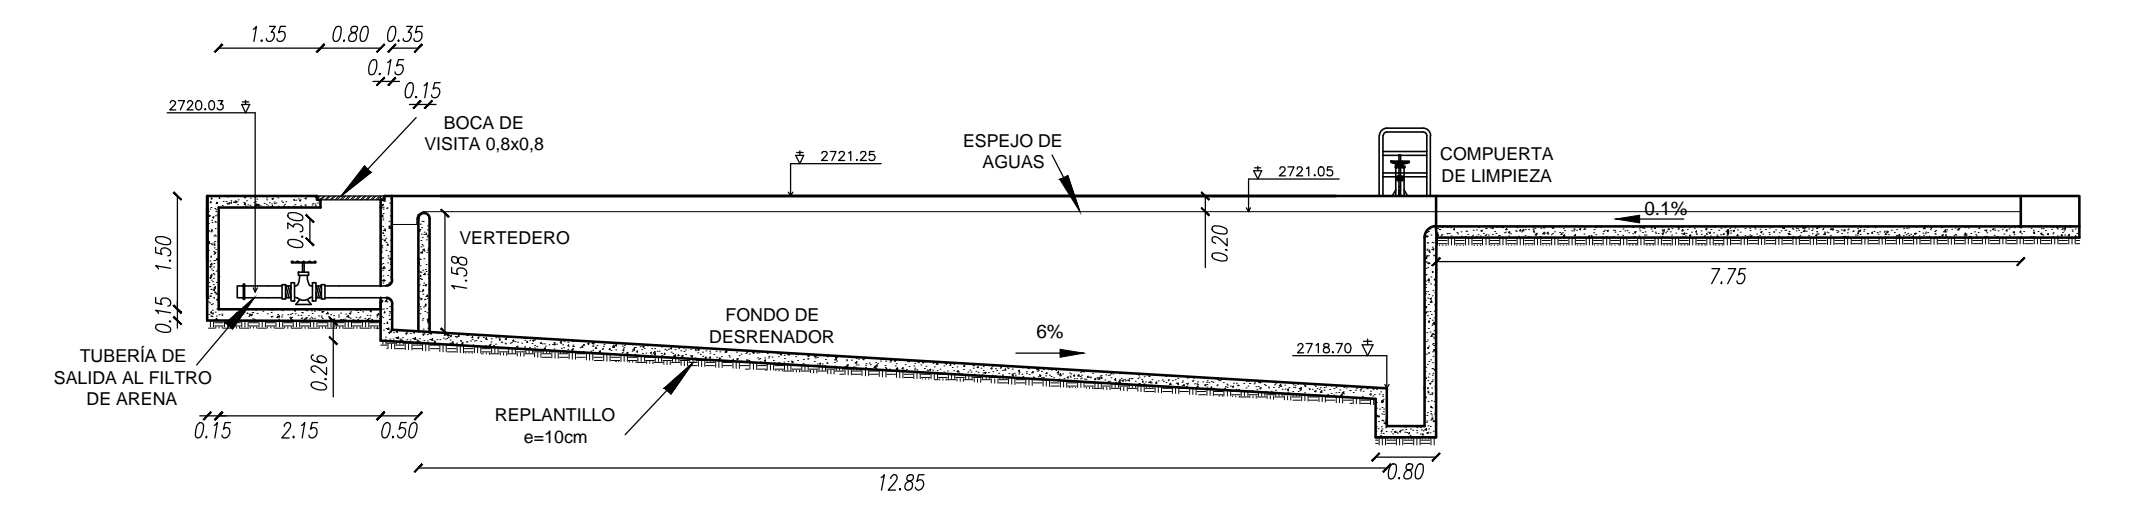 1.35
0.80
0.35
0.15
0.15
2720.03
BOCA DE
VISITA 0,8x0,8
2721.25
ESPEJO DE
AGUAS
2721.05
COMPUERTA
DE LIMPIEZA
0.1%
0.30
VERTEDERO
0.20
1.50
1.58
7.75
0.15
FONDO DE
DESRENADOR
6%
2718.70
TUBERÍA DE
SALIDA AL FILTRO
DE ARENA
0.26
REPLANTILLO
e=10cm
0.15
2.15
0.50
12.85
0.80